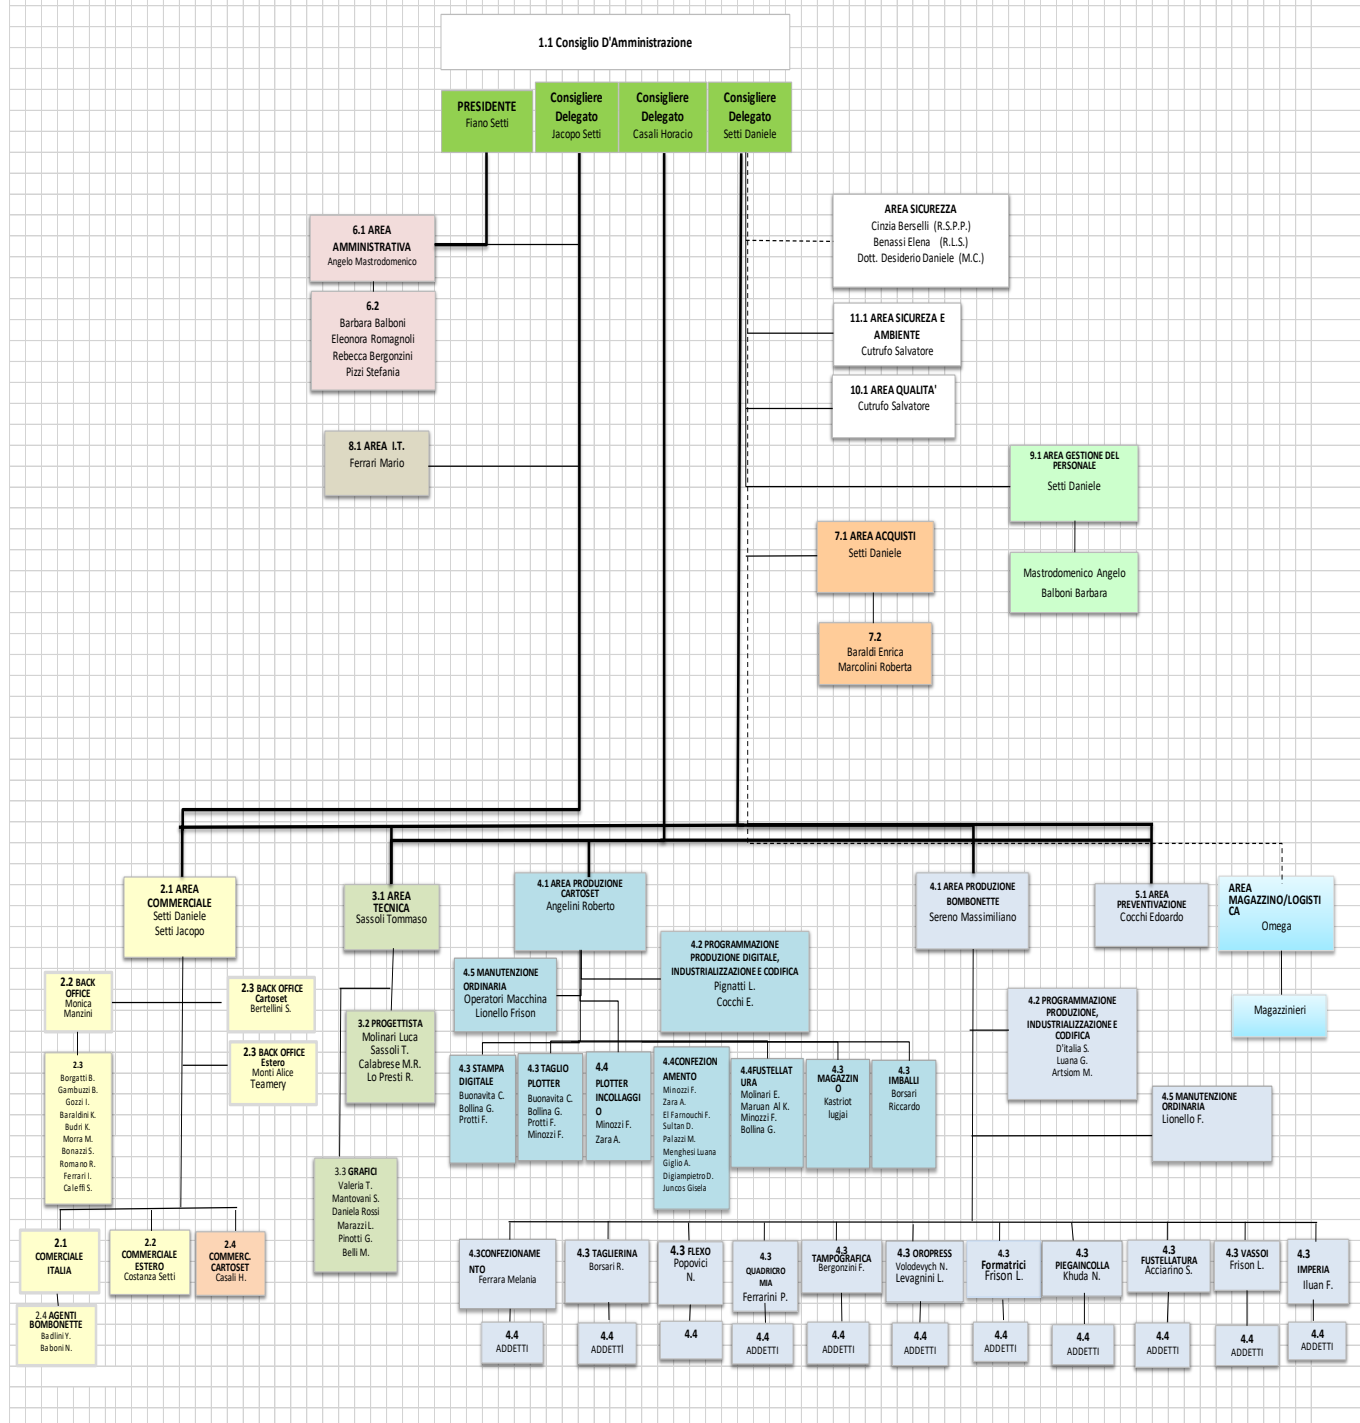 1.1 Consiglio D'Amministrazione
PRESIDENTE
Fiano Setti
Consigliere
Delegato
Jacopo Setti
Consigliere
Delegato
Casali Horacio
Consigliere
Delegato
Setti Daniele
AREA SICUREZZA
Cinzia Berselli (R.S.P.P.)
Benassi Elena (R.L.S.)
Dott. Desiderio Daniele (M.C.)
6.1 AREA
AMMINISTRATIVA
Angelo Mastrodomenico
6.2
Barbara Balboni
Eleonora Romagnoli
Rebecca Bergonzini
Pizzi Stefania
11.1 AREA SICUREZA E
AMBIENTE
Cutrufo Salvatore
10.1 AREA QUALITA'
Cutrufo Salvatore
8.1 AREA I.T.
Ferrari Mario
9.1 AREA GESTIONE DEL
PERSONALE
Setti Daniele
7.1 AREA ACQUISTI
Setti Daniele
Mastrodomenico Angelo
Balboni Barbara
7.2
Baraldi Enrica
Marcolini Roberta
2.1 AREA
COMMERCIALE
Setti Daniele
Setti Jacopo
3.1 AREA
TECNICA
Sassoli Tommaso
4.1 AREA PRODUZIONE
CARTOSET
Angelini Roberto
4.1 AREA PRODUZIONE
BOMBONETTE
Sereno Massimiliano
5.1 AREA
PREVENTIVAZIONE
Cocchi Edoardo
AREA
MAGAZZINO/LOGISTI
CA
Omega
2.2 BACK
OFFICE
Monica
Manzini
2.3 BACK OFFICE
Cartoset
Bertellini S.
4.5 MANUTENZIONE
ORDINARIA
Operatori Macchina
Lionello Frison
4.2 PROGRAMMAZIONE
PRODUZIONE DIGITALE,
INDUSTRIALIZZAZIONE E CODIFICA
Pignatti L.
Cocchi E.
4.2 PROGRAMMAZIONE
PRODUZIONE,
INDUSTRIALIZZAZIONE E
CODIFICA
D'italia S.
Luana G.
Artsiom M.
Magazzinieri
3.2 PROGETTISTA
Molinari Luca
Sassoli T.
Calabrese M.R.
Lo Presti R.
2.3 BACK OFFICE
Estero
Monti Alice
Teamery
2.3
Borgatti B.
Gambuzzi B.
Gozzi I.
Baraldini K.
Budri K.
Morra M.
Bonazzi S.
Romano R.
Ferrari I.
Caleffi S.
4.3 STAMPA
DIGITALE
Buonavita C.
Bollina G.
Protti F.
4.3 TAGLIO
PLOTTER
Buonavita C.
Bollina G.
Protti F.
Minozzi F.
4.4
PLOTTER
INCOLLAGGI
O
Minozzi F.
Zara A.
4.4CONFEZION
AMENTO
Minozzi F.
Zara A.
El Farnouchi F.
Sultan D.
Palazzi M.
Menghesi Luana
Giglio A.
Digiampietro D.
Juncos Gisela
4.4FUSTELLAT
URA
Molinari E.
Maruan Al K.
Minozzi F.
Bollina G.
4.3
MAGAZZIN
O
Kastriot
lugjai
4.3
IMBALLI
Borsari
Riccardo
4.5 MANUTENZIONE
ORDINARIA
Lionello F.
3.3 GRAFICI
Valeria T.
Mantovani S.
Daniela Rossi
Marazzi L.
Pinotti G.
Belli M.
2.1
COMERCIALE
ITALIA
2.2
COMMERCIALE
ESTERO
Costanza Setti
2.4
COMMERC.
CARTOSET
Casali H.
2.4 AGENTI
BOMBONETTE
Badlini Y.
Baboni N.
4.3CONFEZIONAME
NTO
Ferrara Melania
4.3 TAGLIERINA
Borsari R.
4.3 FLEXO
Popovici
N.
4.3
QUADRICRO
MIA
Ferrarini P.
4.3
TAMPOGRAFICA
Bergonzini F.
4.3 OROPRESS
Volodevych N.
Levagnini L.
4.3
Formatrici
Frison L.
4.3
PIEGAINCOLLA
Khuda N.
4.3
FUSTELLATURA
Acciarino S.
4.3 VASSOI
Frison L.
4.3
IMPERIA
Iluan F.
4.4
ADDETTI
4.4
ADDETTI
4.4
4.4
ADDETTI
4.4
ADDETTI
4.4
ADDETTI
4.4
ADDETTI
4.4
ADDETTI
4.4
ADDETTI
4.4
ADDETTI
4.4
ADDETTI